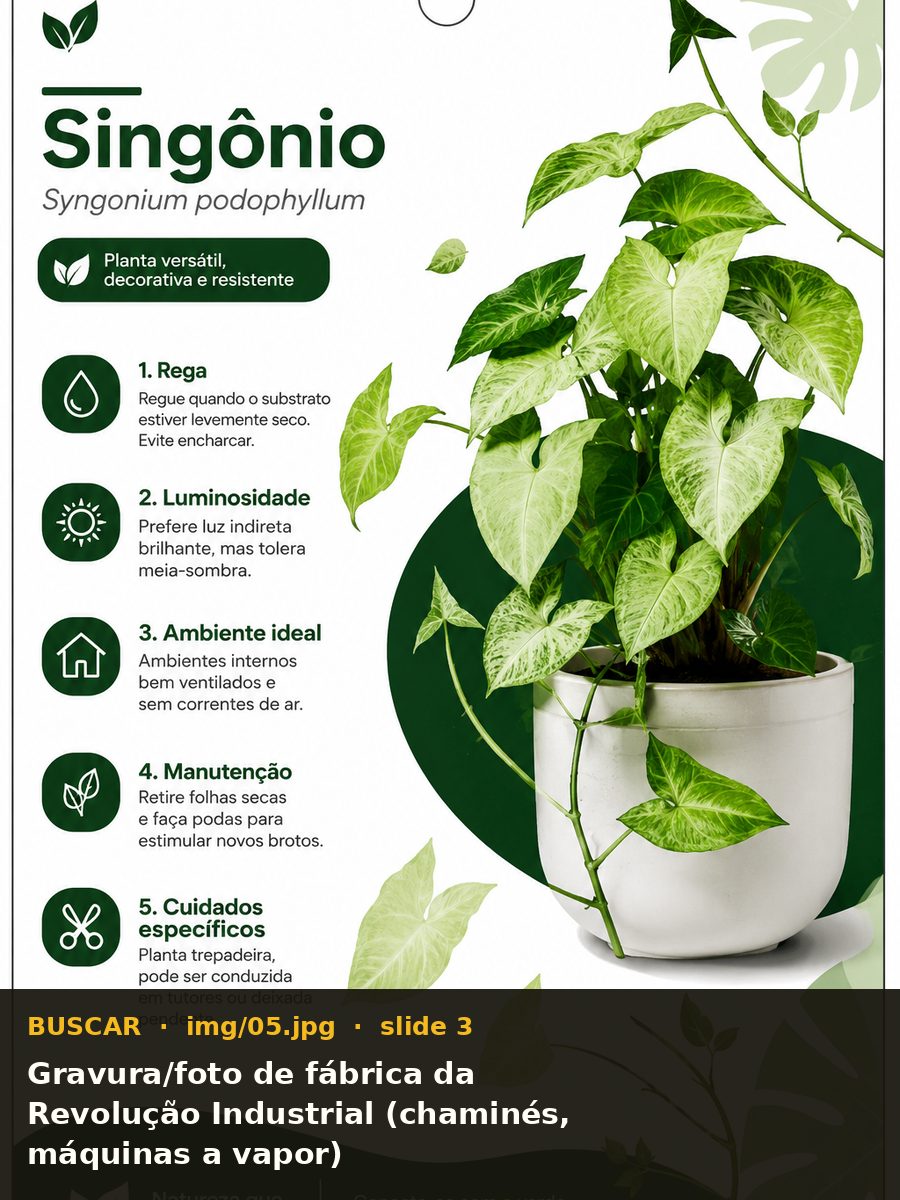 Singônio
Syngonium podophyllum
Planta versátil,
decorativa e resistente
1. Rega
Regue quando o substrato
estiver levemente seco.
Evite encharcar.
2. Luminosidade
Prefere luz indireta
brilhante, mas tolera
meia-sombra.
3. Ambiente ideal
Ambientes internos
bem ventilados e
sem correntes de ar.
4. Manutenção
Retire folhas secas
e faça podas para
estimular novos brotos.
5. Cuidados
específicos
Planta trepadeira,
pode ser conduzida
em tutores ou deixada
BUSCAR · img/05.jpg · slide 3
Gravura/foto de fábrica da
Revolução Industrial (chaminés,
máquinas a vapor)